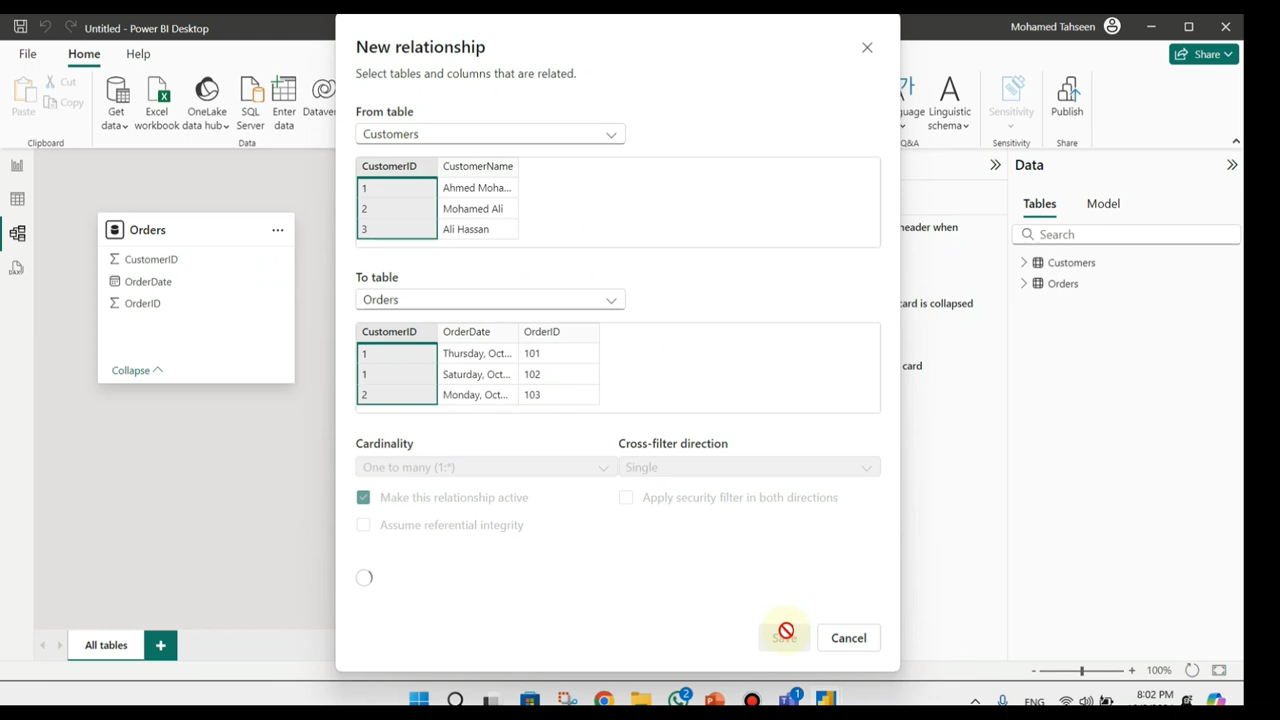 Untitled - Power BI Desktop
Mohamed Tahseen
File
Home
Help
Share
Paste
Cut
Copy
Get data
Excel workbook
OneLake data hub
SQL Server
Enter data
Dataver
Linguistic schema
Sensitivity
Publish
Clipboard
Data
Q&A
Sensitivity
Share
New relationship
Select tables and columns that are related.
From table
Customers
CustomerID CustomerName
1 Ahmed Moha...
2 Mohamed Ali
3 Ali Hassan
To table
Orders
CustomerID OrderDate OrderID
1 Thursday, Oct... 101
1 Saturday, Oct... 102
2 Monday, Oct... 103
Cardinality
One to many (1:*)
Cross-filter direction
Single
Make this relationship active
Apply security filter in both directions
Assume referential integrity
Save
Cancel
Orders
CustomerID
OrderDate
OrderID
Collapse
header when
card is collapsed
card
Data
Tables
Model
Search
Customers
Orders
All tables
100%
2
1
ENG
8:02 PM